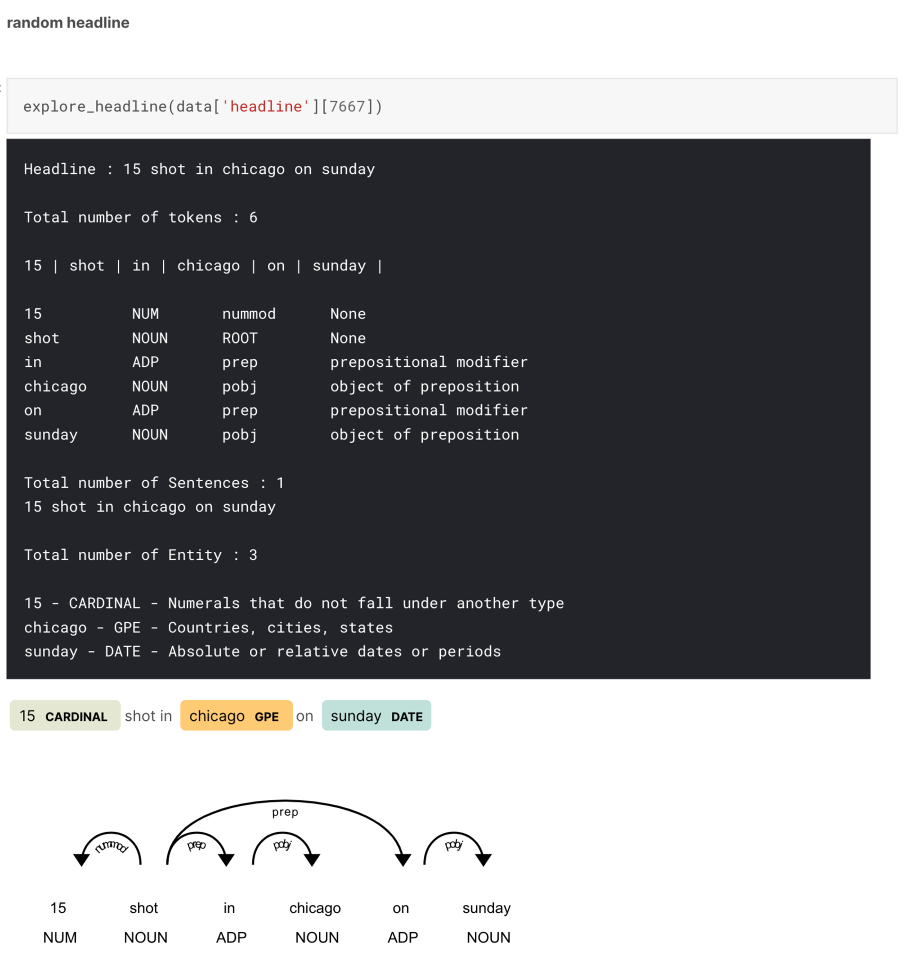 random headline
explore_headline(data['headline'][7667])
Headline : 15 shot in chicago on sunday
Total number of tokens : 6
15 | shot | in | chicago | on | sunday |
15 NUM nummod None
shot NOUN ROOT None
in ADP prep prepositional modifier
chicago NOUN pobj object of preposition
on ADP prep prepositional modifier
sunday NOUN pobj object of preposition
Total number of Sentences : 1
15 shot in chicago on sunday
Total number of Entity : 3
15 - CARDINAL - Numerals that do not fall under another type
chicago - GPE - Countries, cities, states
sunday - DATE - Absolute or relative dates or periods
15 CARDINAL shot in chicago GPE on sunday DATE
prep
nummod prep pobj pobj
15 shot in chicago on sunday
NUM NOUN ADP NOUN ADP NOUN